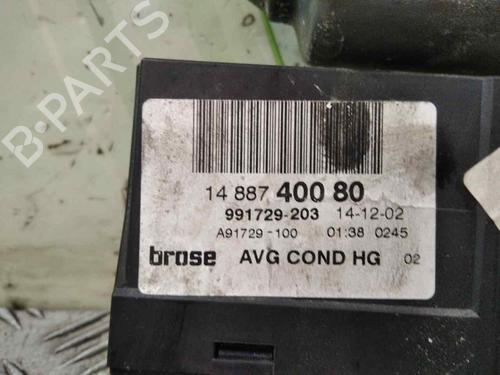 B-PARTS
14 887 400 80
991729-203 14-12-02
A91729-100 01:38 0245
brose AVG COND HG 02